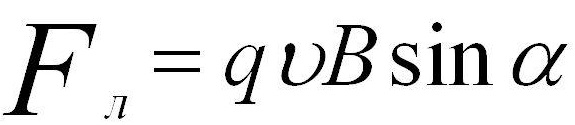 Fл = qυB sin α